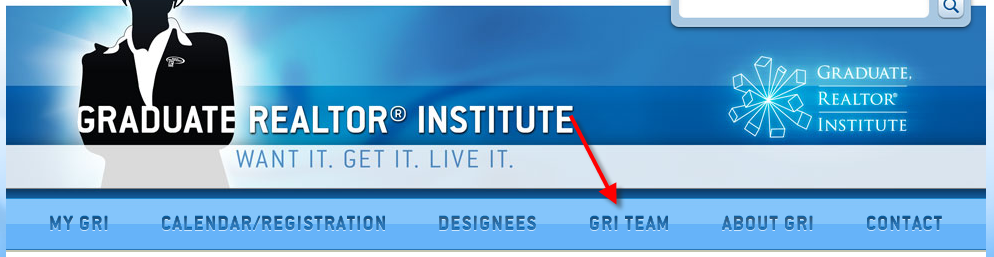 GRADUATE REALTOR® INSTITUTE
WANT IT. GET IT. LIVE IT.
GRADUATE,
REALTOR®
INSTITUTE
MY GRI CALENDAR/REGISTRATION DESIGNEES GRI TEAM ABOUT GRI CONTACT